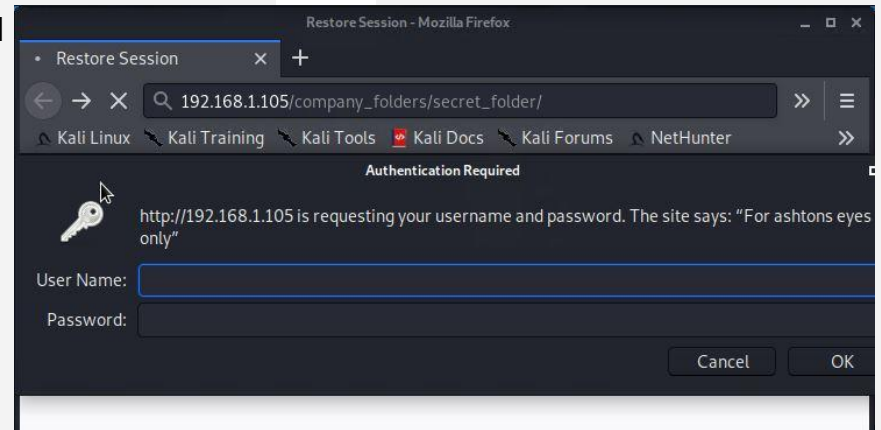 Restore Session - Mozilla Firefox
Restore Session
192.168.1.105/company_folders/secret_folder/
Kali Linux Kali Training Kali Tools Kali Docs Kali Forums NetHunter
Authentication Required
http://192.168.1.105 is requesting your username and password. The site says: “For ashtons eyes
only”
User Name:
Password:
Cancel OK